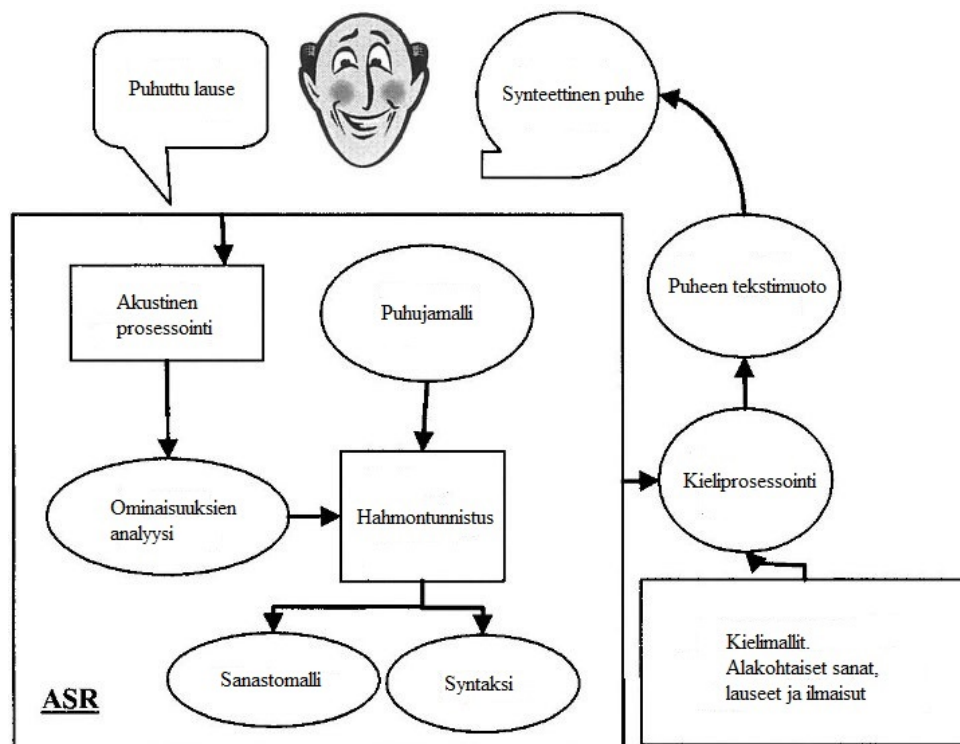 Puhuttu lause
Synteettinen puhe
Akustinen
prosessointi
Puhujamalli
Puheen tekstimuoto
Ominaisuuksien
analyysi
Hahmontunnistus
Kieliprosessointi
Sanastomalli
Syntaksi
Kielimallit.
Alakohtaiset sanat,
lauseet ja ilmaisut
ASR